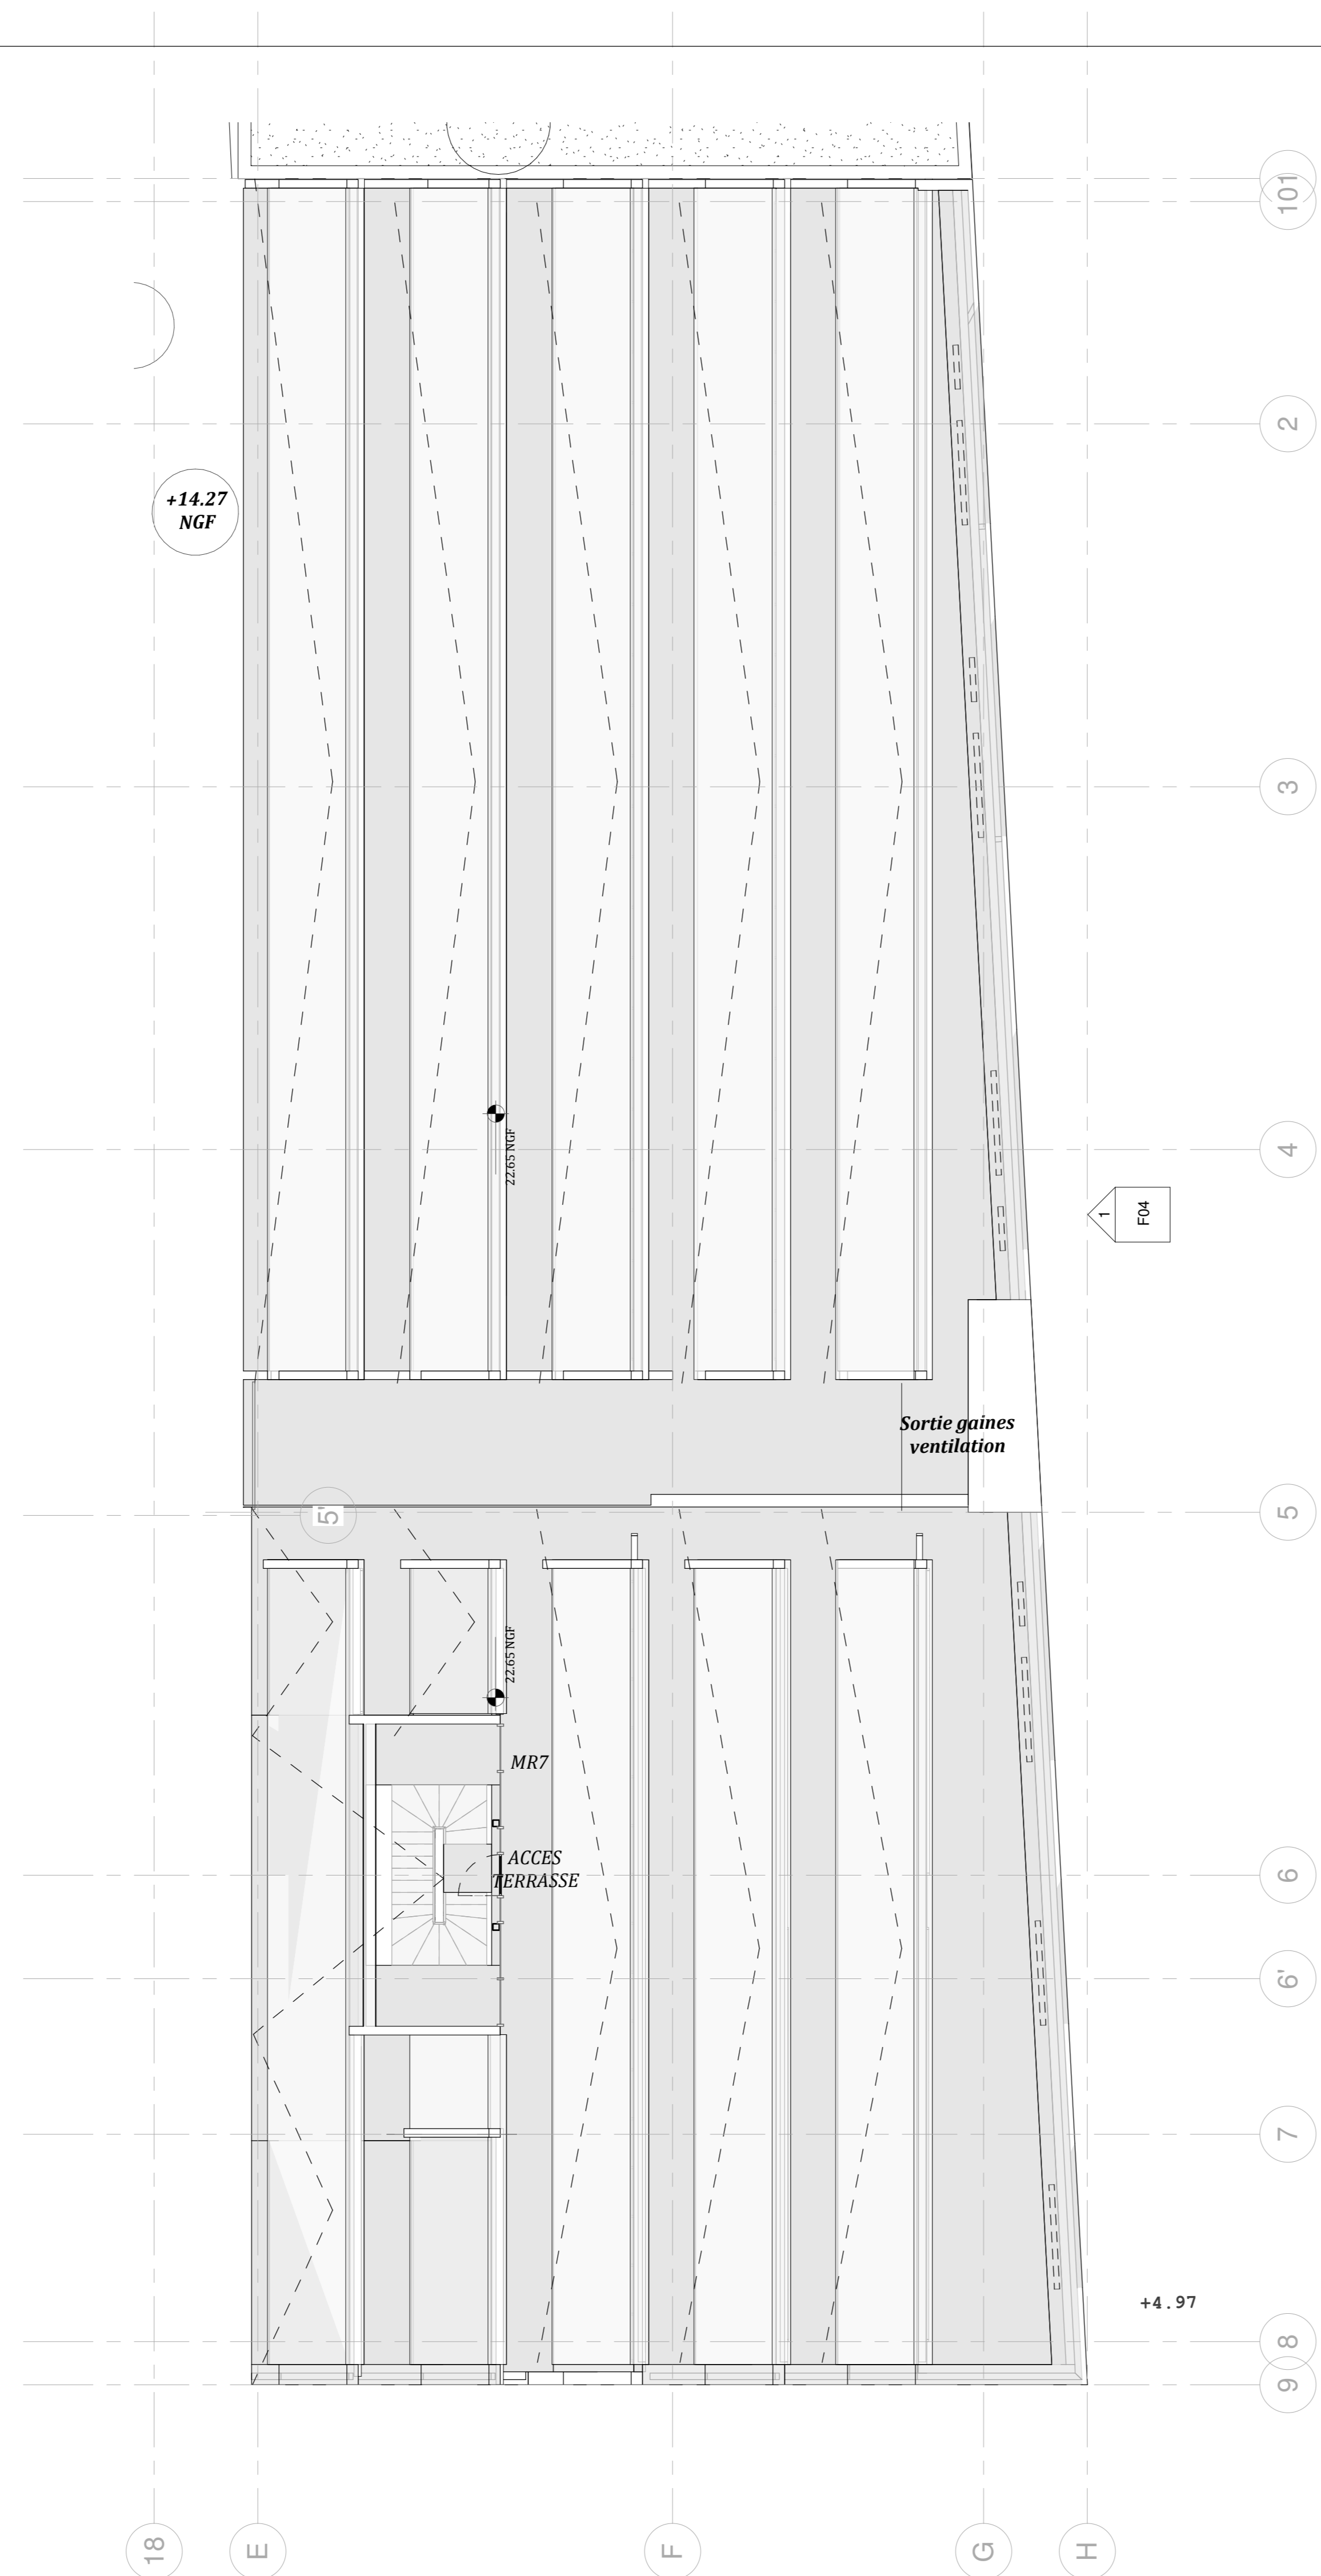 101
2
+14.27
NGF
3
22.65 NGF
4
1
F04
Sortie gaines
ventilation
5'
5
22.65 NGF
MR7
ACCES
TERRASSE
6
6'
7
+4.97
8
9
18
E
F
G
H